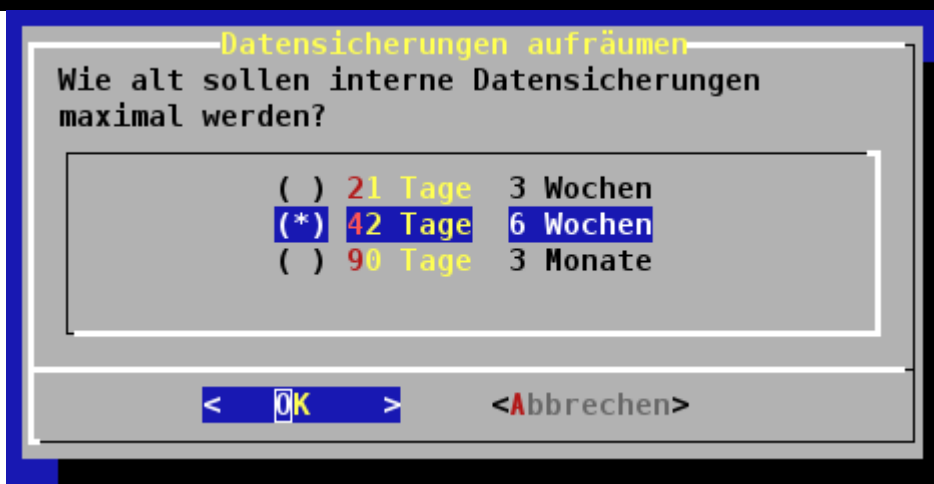 Datensicherungen aufräumen
Wie alt sollen interne Datensicherungen
maximal werden?
( ) 21 Tage 3 Wochen
(*) 42 Tage 6 Wochen
( ) 90 Tage 3 Monate
< OK > <Abbrechen>